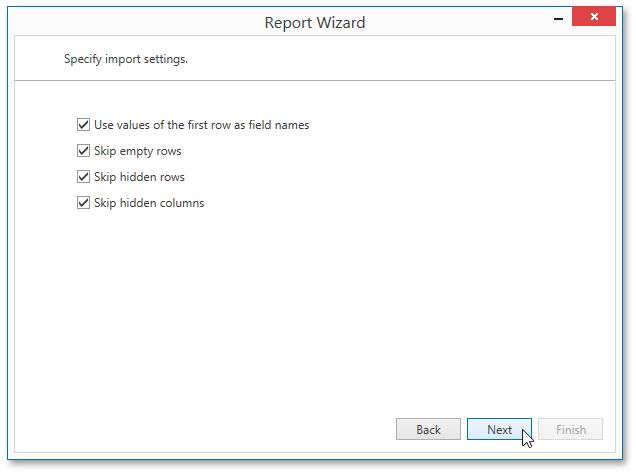 Report Wizard
Specify import settings.
Use values of the first row as field names
Skip empty rows
Skip hidden rows
Skip hidden columns
Back Next Finish